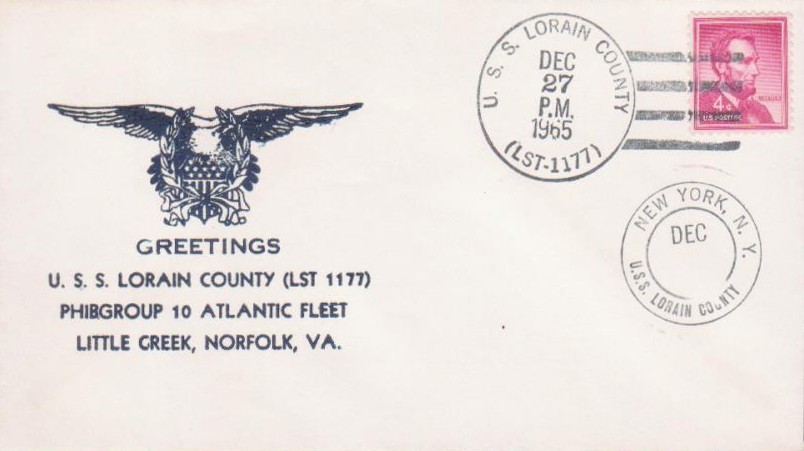 U. S. S. LORAIN COUNTY
DEC
27
P.M.
1965
(LST-1177)
4¢
U.S. POSTAGE
NEW YORK, N. Y.
DEC
U.S.S. LORAIN COUNTY
GREETINGS
U. S. S. LORAIN COUNTY (LST 1177)
PHIBGROUP 10 ATLANTIC FLEET
LITTLE CREEK, NORFOLK, VA.